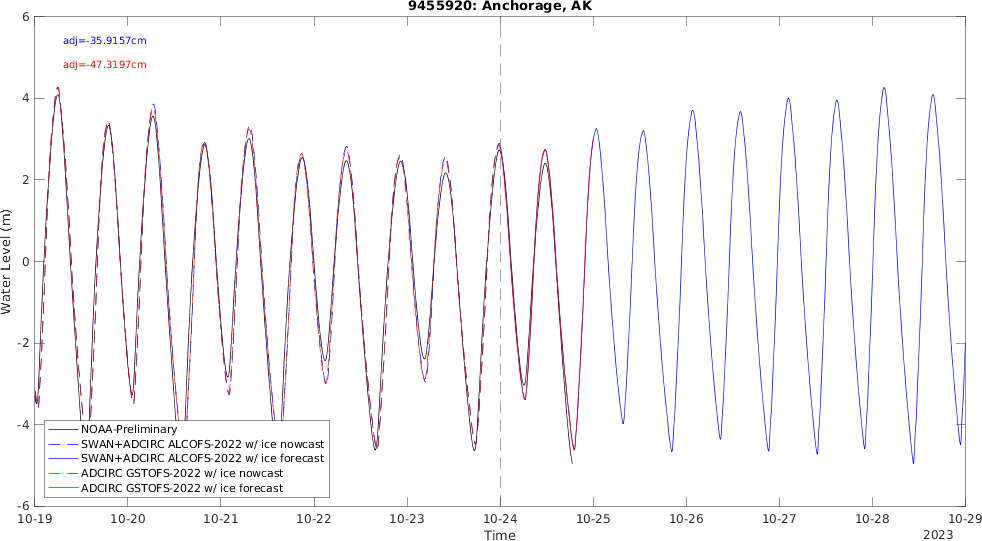 9455920: Anchorage, AK
adj=-35.9157cm
adj=-47.3197cm
6
4
2
0
-2
-4
-6
Water Level (m)
NOAA-Preliminary
SWAN+ADCIRC ALCOFS-2022 w/ ice nowcast
SWAN+ADCIRC ALCOFS-2022 w/ ice forecast
ADCIRC GSTOFS-2022 w/ ice nowcast
ADCIRC GSTOFS-2022 w/ ice forecast
10-19 10-20 10-21 10-22 10-23 10-24 10-25 10-26 10-27 10-28 10-29
Time
2023